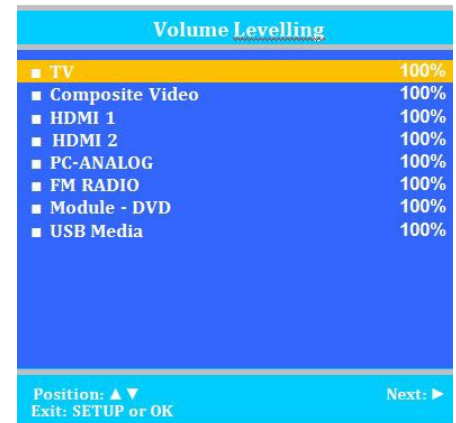 Volume Levelling
■ TV 100%
■ Composite Video 100%
■ HDMI 1 100%
■ HDMI 2 100%
■ PC-ANALOG 100%
■ FM RADIO 100%
■ Module - DVD 100%
■ USB Media 100%
Position: ▲▼ Next: ►
Exit: SETUP or OK